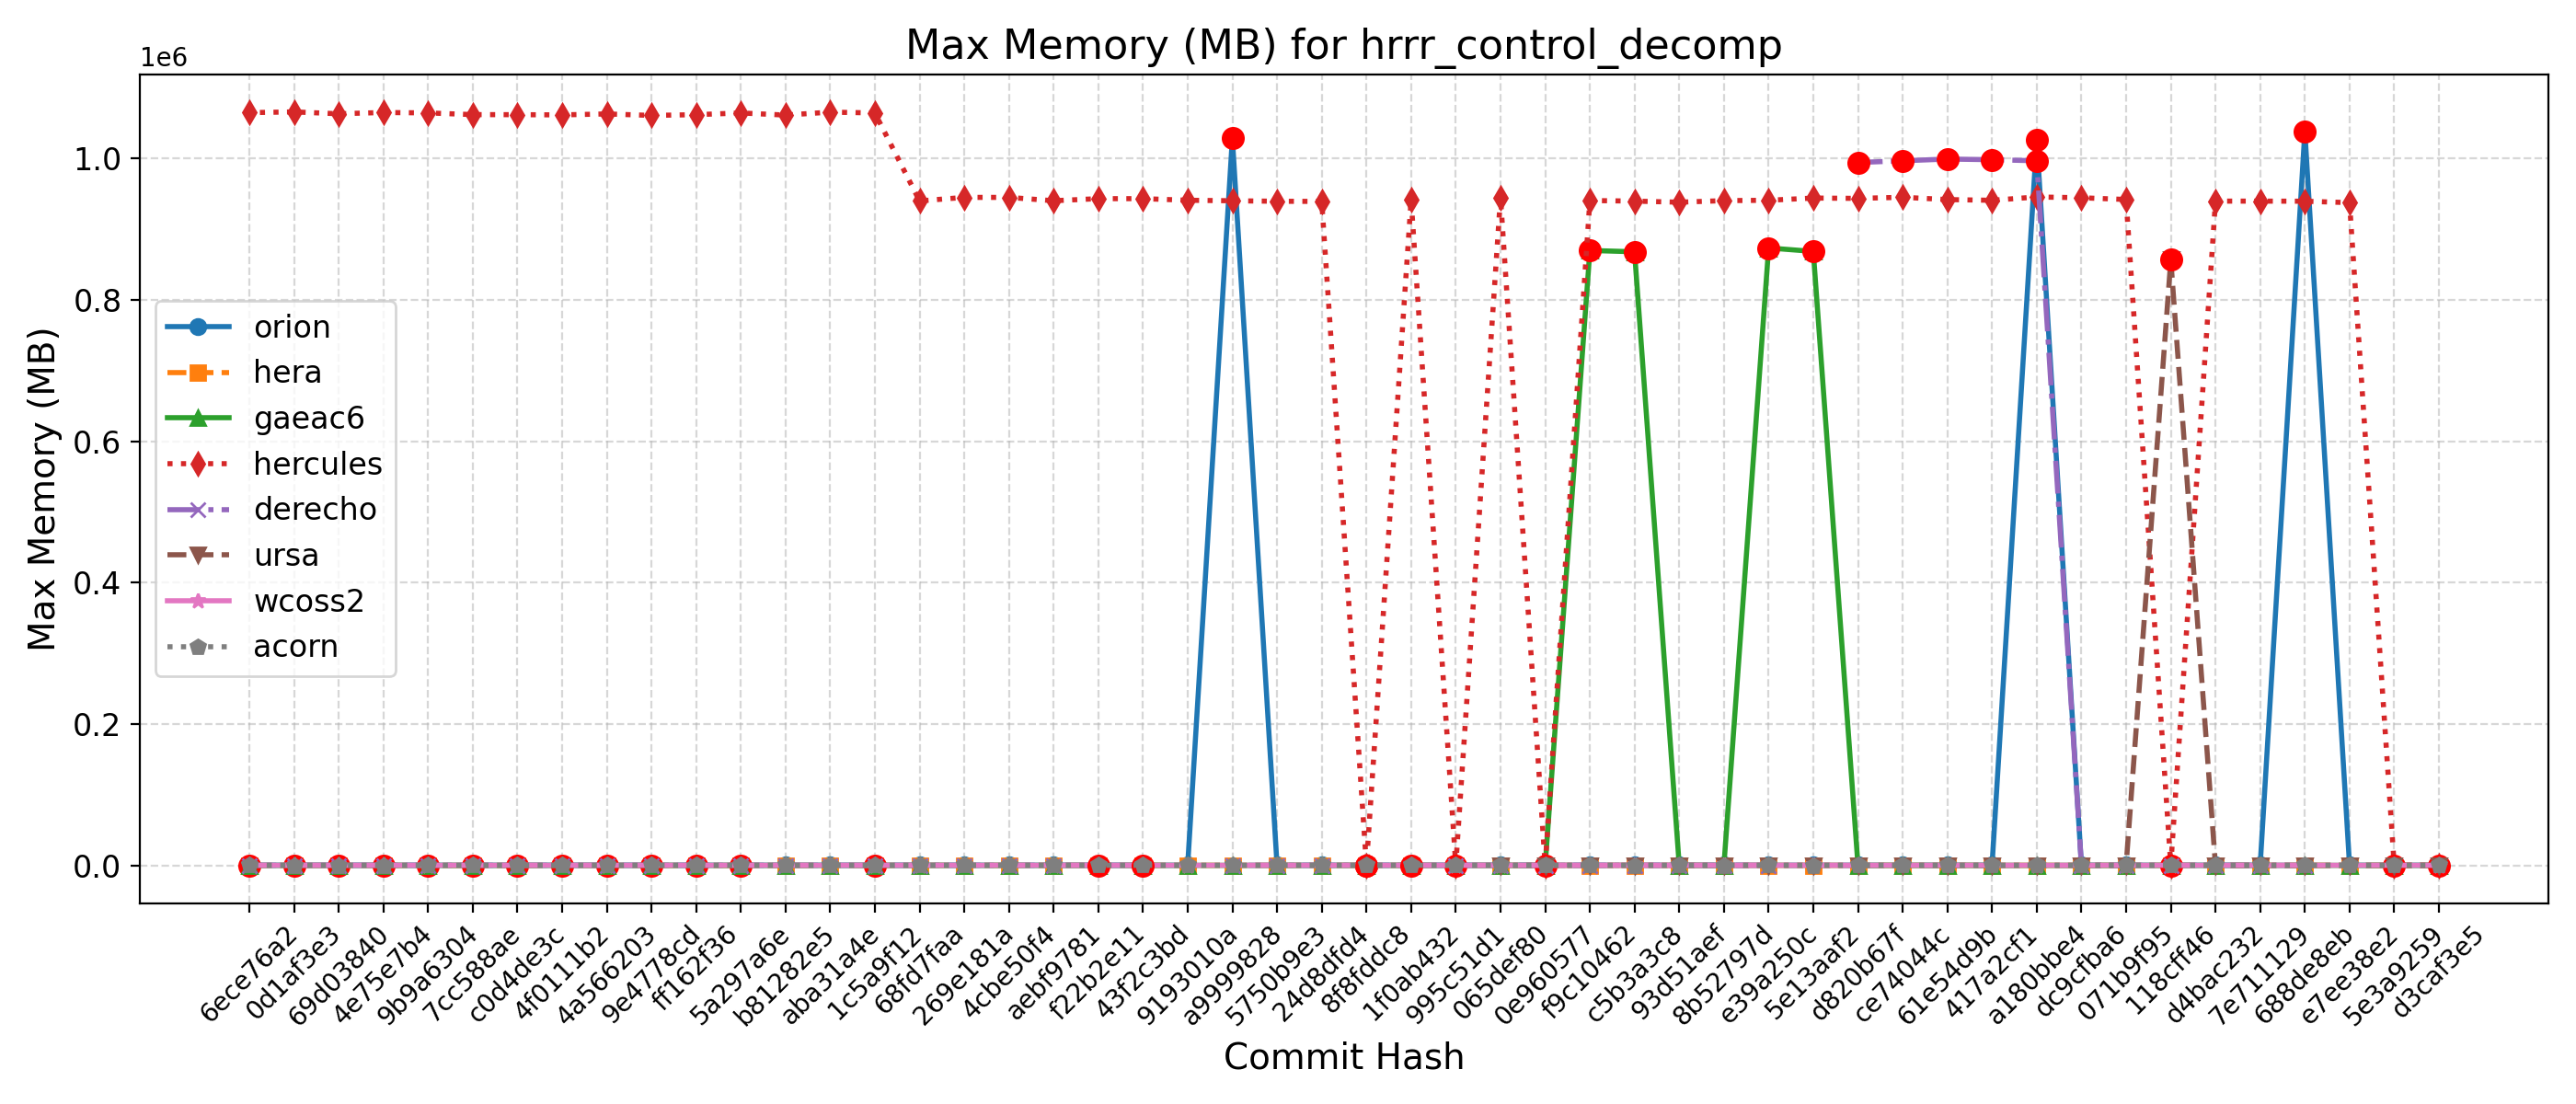 Max Memory (MB) for hrrr_control_decomp
1e6
1.0
0.8
0.6
0.4
0.2
0.0
Max Memory (MB)
orion
hera
gaeac6
hercules
derecho
ursa
wcoss2
acorn
6ece76a2
0d1af3e3
69d03840
4e75e7b4
9b9a6304
7cc588ae
c0d4de3c
4f0111b2
4a566203
9e4778cd
ff162f36
5a297a6e
b81282e5
aba31a4e
1c5a9f12
68fd7faa
269e181a
4cbe50f4
aebf9781
f22b2e11
43f2c3bd
9193010a
a9999828
5750b9e3
24d8dfd4
8f8fddc8
1f0ab432
995c51d1
065def80
0e960577
f9c10462
c5b3a3c8
93d51aef
8b52797d
e39a250c
5e13aaf2
d820b67f
ce74044c
61e54d9b
417a2cf1
a180bbe4
dc9cfba6
071b9f95
118cff46
d4bac232
7e711129
688de8eb
e7ee38e2
5e3a9259
d3caf3e5
Commit Hash